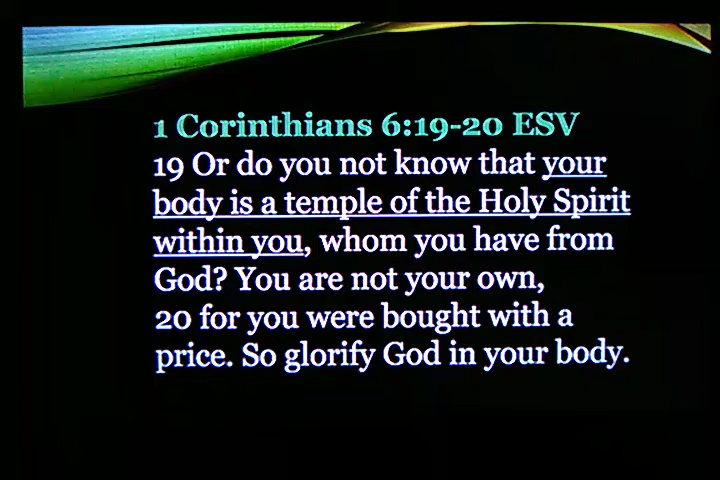 1 Corinthians 6:19-20 ESV
19 Or do you not know that your
body is a temple of the Holy Spirit
within you, whom you have from
God? You are not your own,
20 for you were bought with a
price. So glorify God in your body.